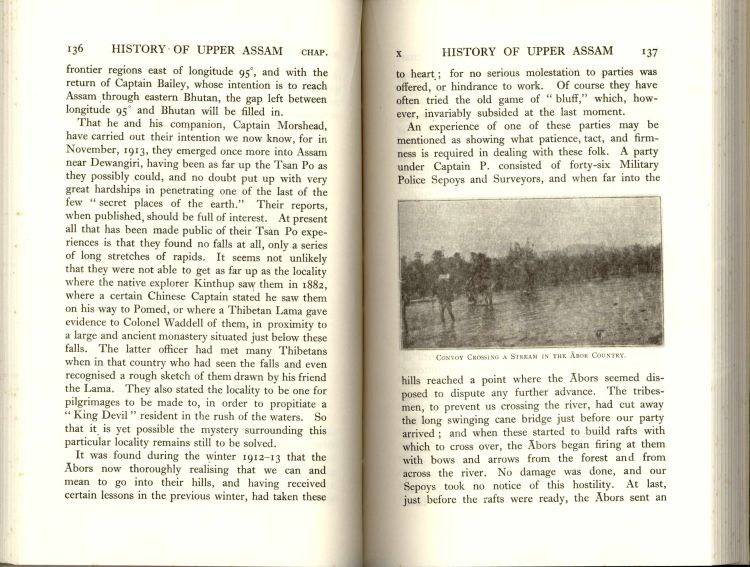 136 HISTORY OF UPPER ASSAM CHAP.
frontier regions east of longitude 95°, and with the
return of Captain Bailey, whose intention is to reach
Assam through eastern Bhutan, the gap left between
longitude 95° and Bhutan will be filled in.
That he and his companion, Captain Morshead,
have carried out their intention we now know, for in
November, 1913, they emerged once more into Assam
near Dewangiri, having been as far up the Tsan Po as
they possibly could, and no doubt put up with very
great hardships in penetrating one of the last of the
few “ secret places of the earth.” Their reports,
when published, should be full of interest. At present
all that has been made public of their Tsan Po expe-
riences is that they found no falls at all, only a series
of long stretches of rapids. It seems not unlikely
that they were not able to get as far up as the locality
where the native explorer Kinthup saw them in 1882,
where a certain Chinese Captain stated he saw them
on his way to Pomed, or where a Thibetan Lama gave
evidence to Colonel Waddell of them, in proximity to
a large and ancient monastery situated just below these
falls. The latter officer had met many Thibetans
when in that country who had seen the falls and even
recognised a rough sketch of them drawn by his friend
the Lama. They also stated the locality to be one for
pilgrimages to be made to, in order to propitiate a
“ King Devil ” resident in the rush of the waters. So
that it is yet possible the mystery surrounding this
particular locality remains still to be solved.
It was found during the winter 1912-13 that the
Ābors now thoroughly realising that we can and
mean to go into their hills, and having received
certain lessons in the previous winter, had taken these
X HISTORY OF UPPER ASSAM 137
to heart; for no serious molestation to parties was
offered, or hindrance to work. Of course they have
often tried the old game of “ bluff,” which, how-
ever, invariably subsided at the last moment.
An experience of one of these parties may be
mentioned as showing what patience, tact, and firm-
ness is required in dealing with these folk. A party
under Captain P. consisted of forty-six Military
Police Sepoys and Surveyors, and when far into the
CONVOY CROSSING A STREAM IN THE ĀBOR COUNTRY.
hills reached a point where the Ābors seemed dis-
posed to dispute any further advance. The tribes-
men, to prevent us crossing the river, had cut away
the long swinging cane bridge just before our party
arrived ; and when these started to build rafts with
which to cross over, the Ābors began firing at them
with bows and arrows from the forest and from
across the river. No damage was done, and our
Sepoys took no notice of this hostility. At last,
just before the rafts were ready, the Ābors sent an